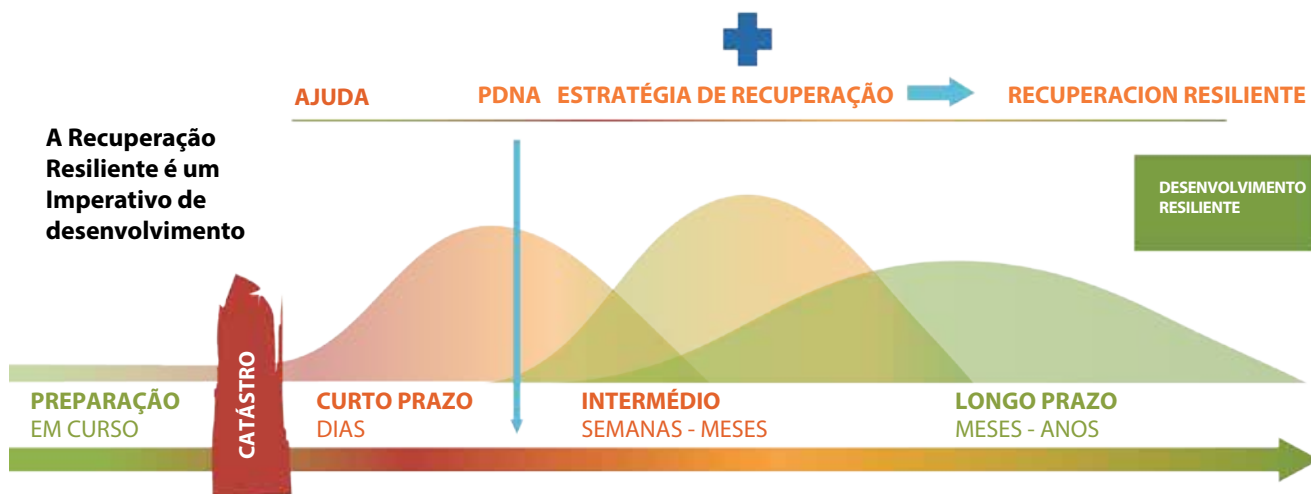 AJUDA PDNA ESTRATÉGIA DE RECUPERAÇÃO RECUPERACION RESILIENTE
A Recuperação
Resiliente é um
Imperativo de
desenvolvimento
DESENVOLVIMENTO
RESILIENTE
CATÁSTRO
PREPARAÇÃO
EM CURSO
CURTO PRAZO
DIAS
INTERMÉDIO
SEMANAS - MESES
LONGO PRAZO
MESES - ANOS